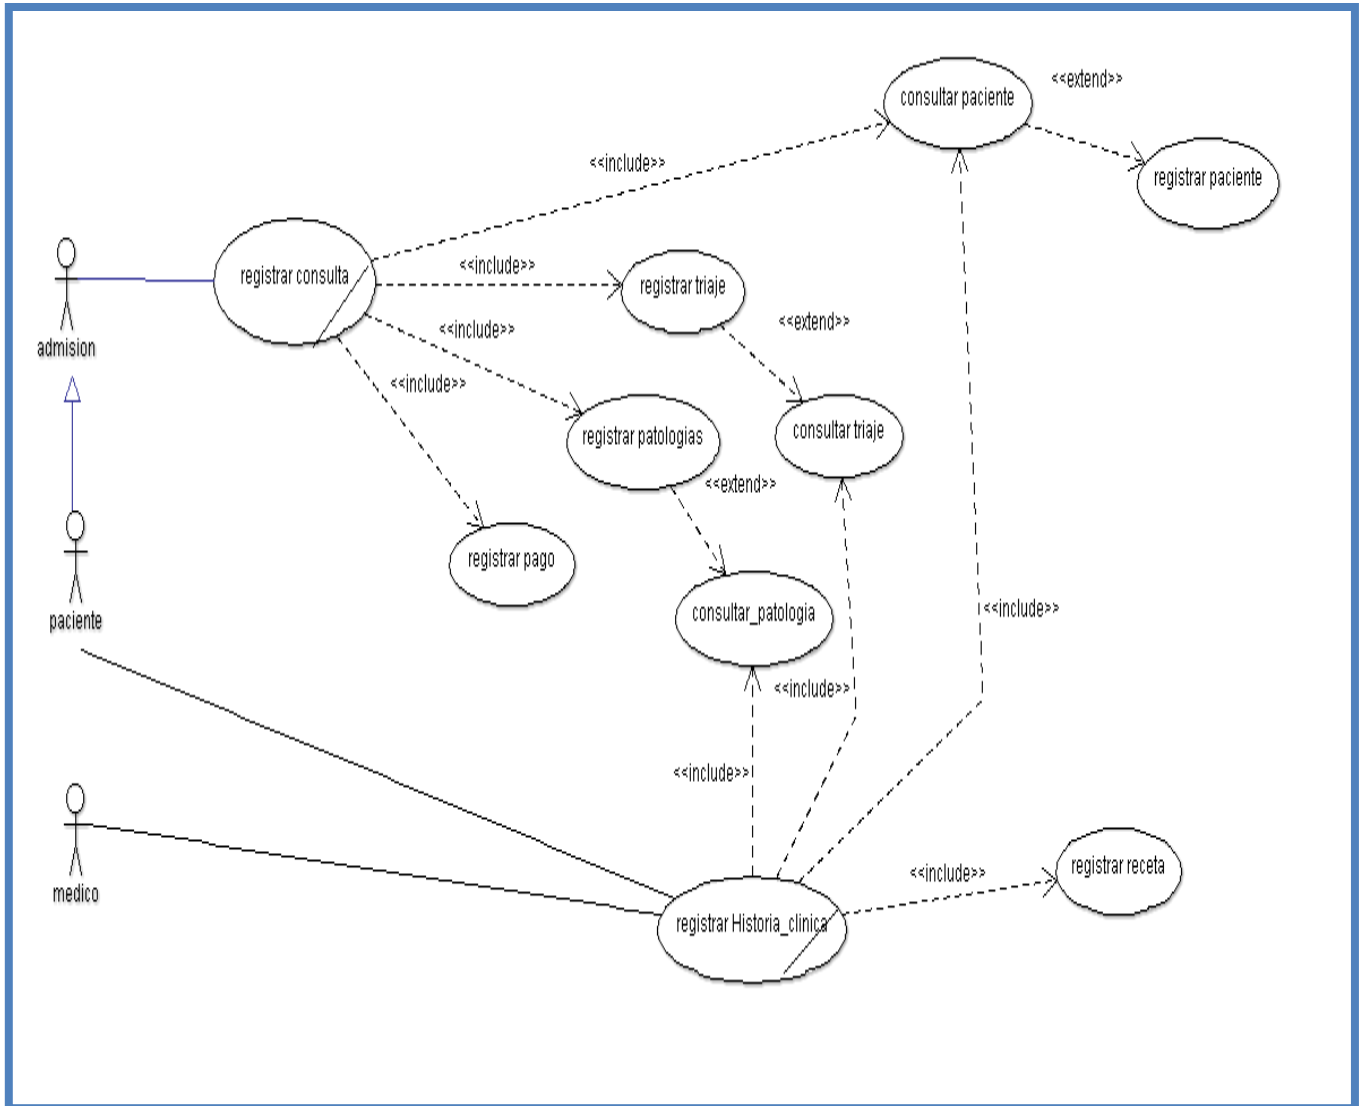 consultar paciente
<<extend>>
<<include>>
registrar paciente
registrar consulta
<<include>>
registrar triaje
<<include>>
<<extend>>
admision
<<include>>
registrar patologias
consultar triaje
<<extend>>
registrar pago
consultar_patologia
<<include>>
paciente
<<include>>
<<include>>
medico
registrar receta
<<include>>
registrar Historia_clinica